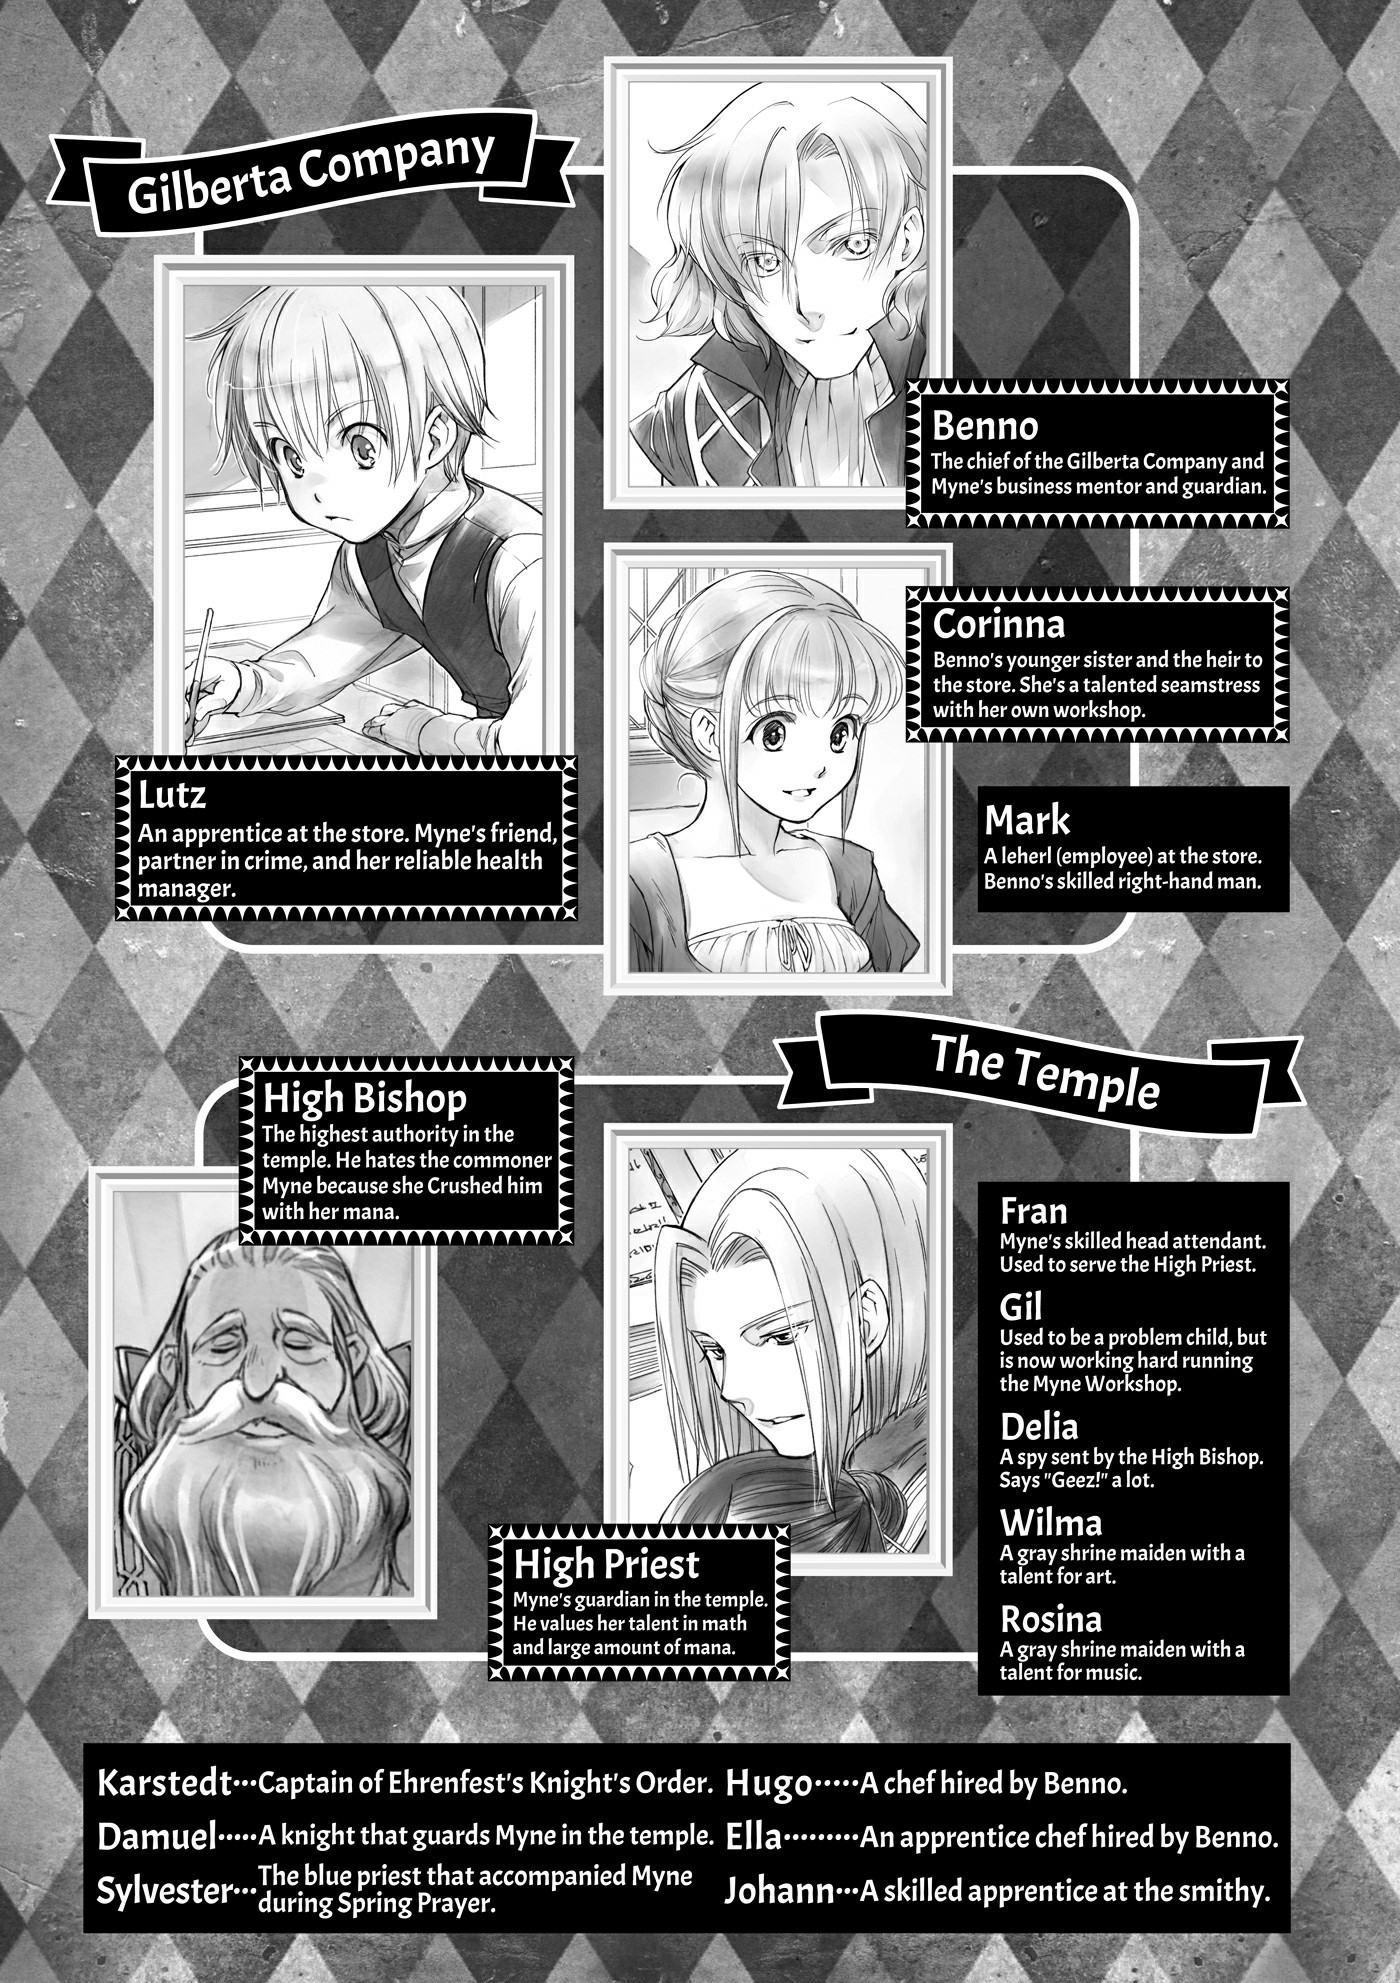 Gilberta Company
Benno
The chief of the Gilberta Company and
Myne's business mentor and guardian.
Corinna
Benno's younger sister and the heir to
the store. She's a talented seamstress
with her own workshop.
Lutz
An apprentice at the store. Myne's friend,
partner in crime, and her reliable health
manager.
Mark
A leherl (employee) at the store.
Benno's skilled right-hand man.
The Temple
High Bishop
The highest authority in the
temple. He hates the commoner
Myne because she Crushed him
with her mana.
High Priest
Myne's guardian in the temple.
He values her talent in math
and large amount of mana.
Fran
Myne's skilled head attendant.
Used to serve the High Priest.
Gil
Used to be a problem child, but
is now working hard running
the Myne Workshop.
Delia
A spy sent by the High Bishop.
Says "Geez!" a lot.
Wilma
A gray shrine maiden with a
talent for art.
Rosina
A gray shrine maiden with a
talent for music.
Karstedt···Captain of Ehrenfest's Knight's Order.
Damuel·····A knight that guards Myne in the temple.
Sylvester···The blue priest that accompanied Myne
during Spring Prayer.
Hugo·····A chef hired by Benno.
Ella·········An apprentice chef hired by Benno.
Johann···A skilled apprentice at the smithy.